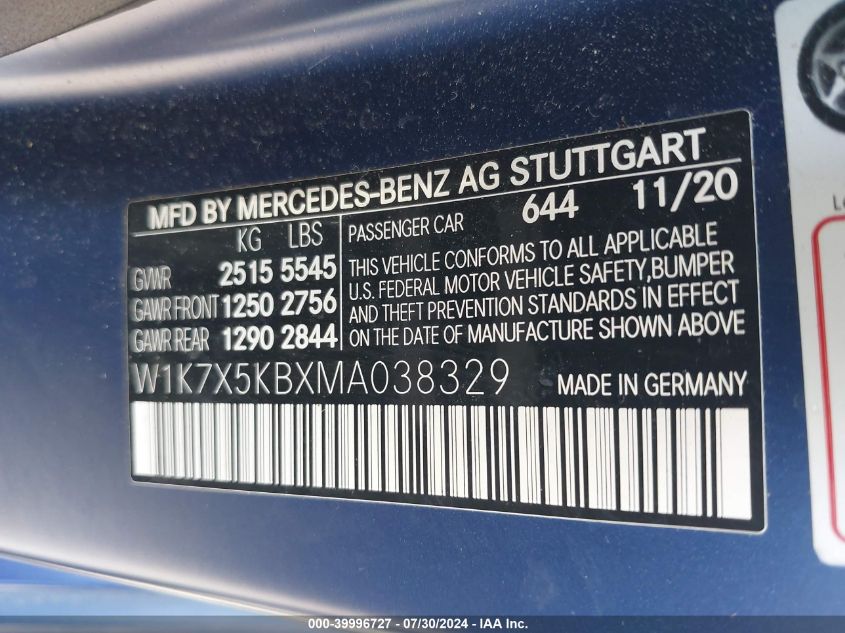 MFD BY MERCEDES-BENZ AG STUTTGART
KG LBS
GVWR 2515 5545
GAWR FRONT 1250 2756
GAWR REAR 1290 2844
PASSENGER CAR 644 11/20
THIS VEHICLE CONFORMS TO ALL APPLICABLE
U.S. FEDERAL MOTOR VEHICLE SAFETY,BUMPER
AND THEFT PREVENTION STANDARDS IN EFFECT
ON THE DATE OF MANUFACTURE SHOWN ABOVE
W1K7X5KBXMA038329 MADE IN GERMANY
000-39996727 - 07/30/2024 - IAA Inc.